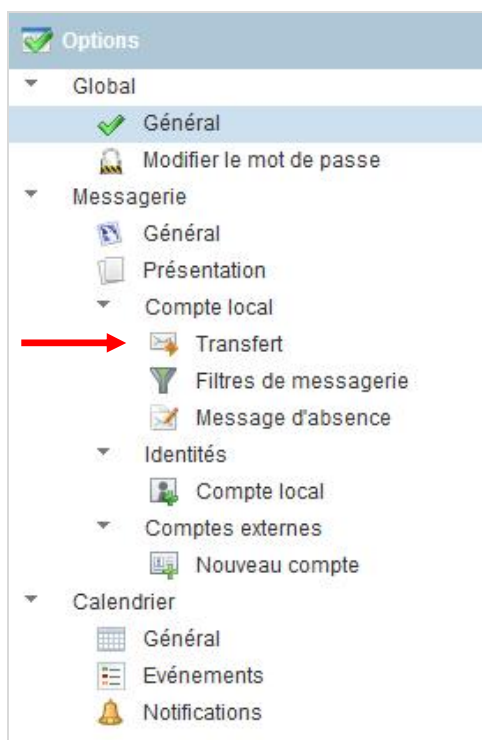 Options
Global
Général
Modifier le mot de passe
Messagerie
Général
Présentation
Compte local
Transfert
Filtres de messagerie
Message d'absence
Identités
Compte local
Comptes externes
Nouveau compte
Calendrier
Général
Evénements
Notifications